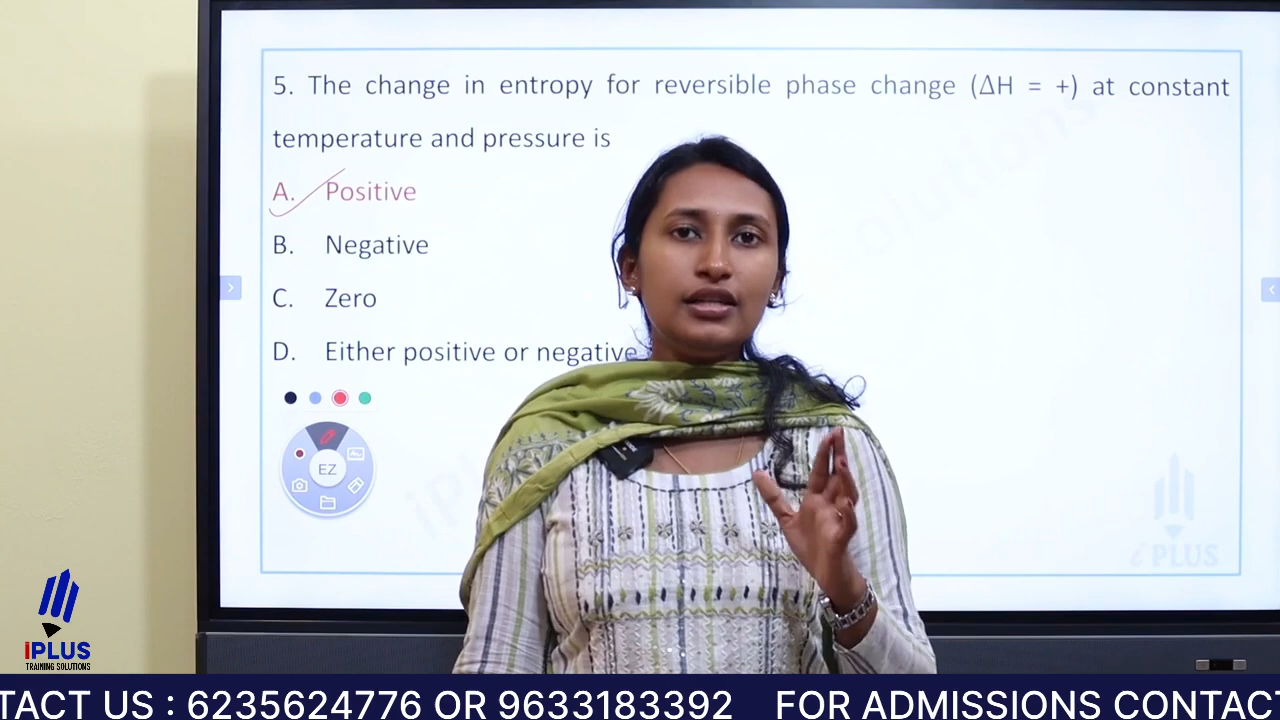 5. The change in entropy for reversible phase change (ΔH = +) at constant
temperature and pressure is
A. Positive
B. Negative
C. Zero
D. Either positive or negative
EZ
iPLUS
iPLUS
TRAINING SOLUTIONS
TACT US : 6235624776 OR 9633183392 FOR ADMISSIONS CONTACT